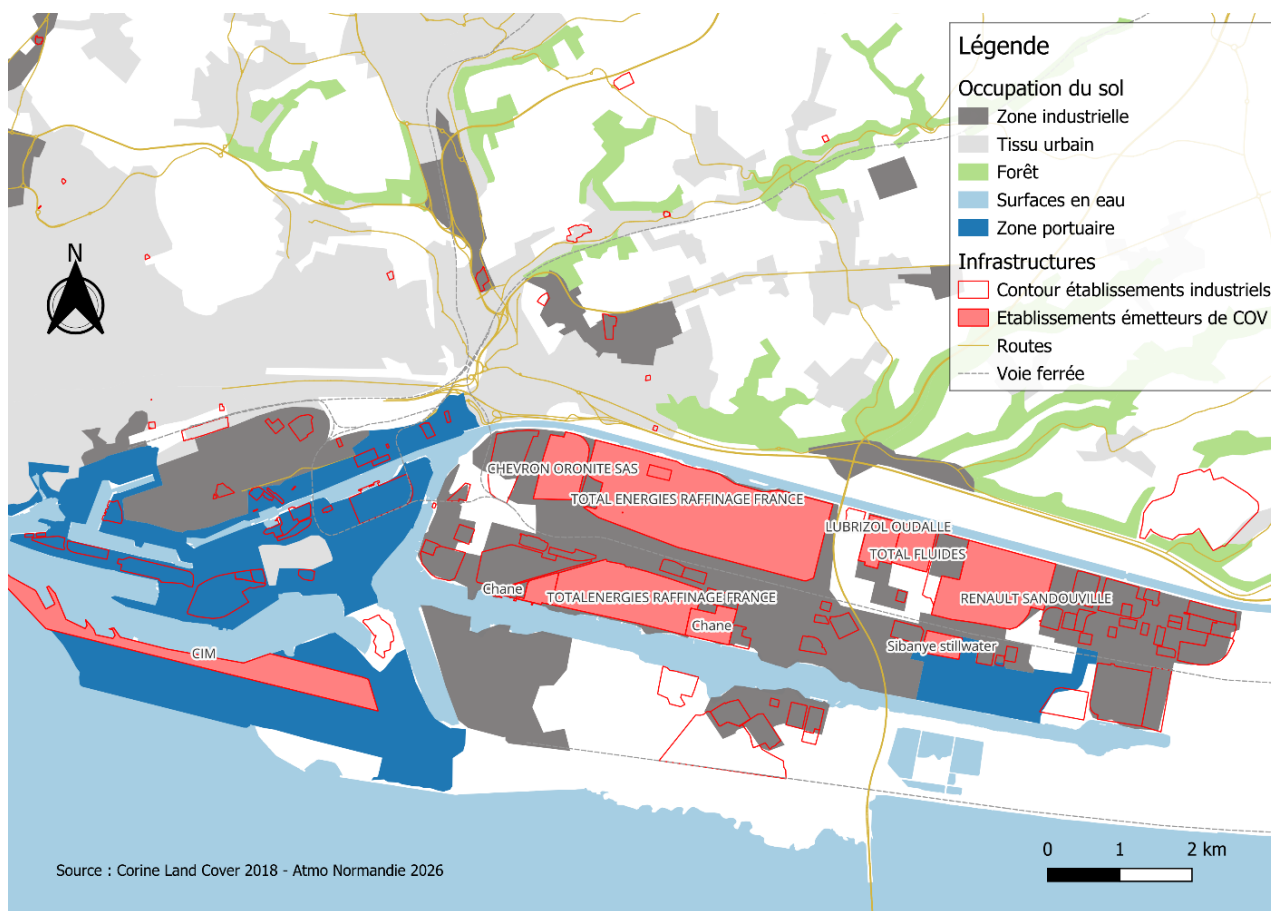 Légende
Occupation du sol
Zone industrielle
Tissu urbain
Forêt
Surfaces en eau
Zone portuaire
Infrastructures
Contour établissements industriels
Etablissements émetteurs de COV
Routes
Voie ferrée
N
CHEVRON ORONITE SAS
TOTAL ENERGIES RAFFINAGE FRANCE
LUBRIZOL OUDALLE
TOTAL FLUIDES
Chane
TOTALENERGIES RAFFINAGE FRANCE
RENAULT SANDOUVILLE
Chane
Sibanye stillwater
CIM
0 1 2 km
Source : Corine Land Cover 2018 - Atmo Normandie 2026